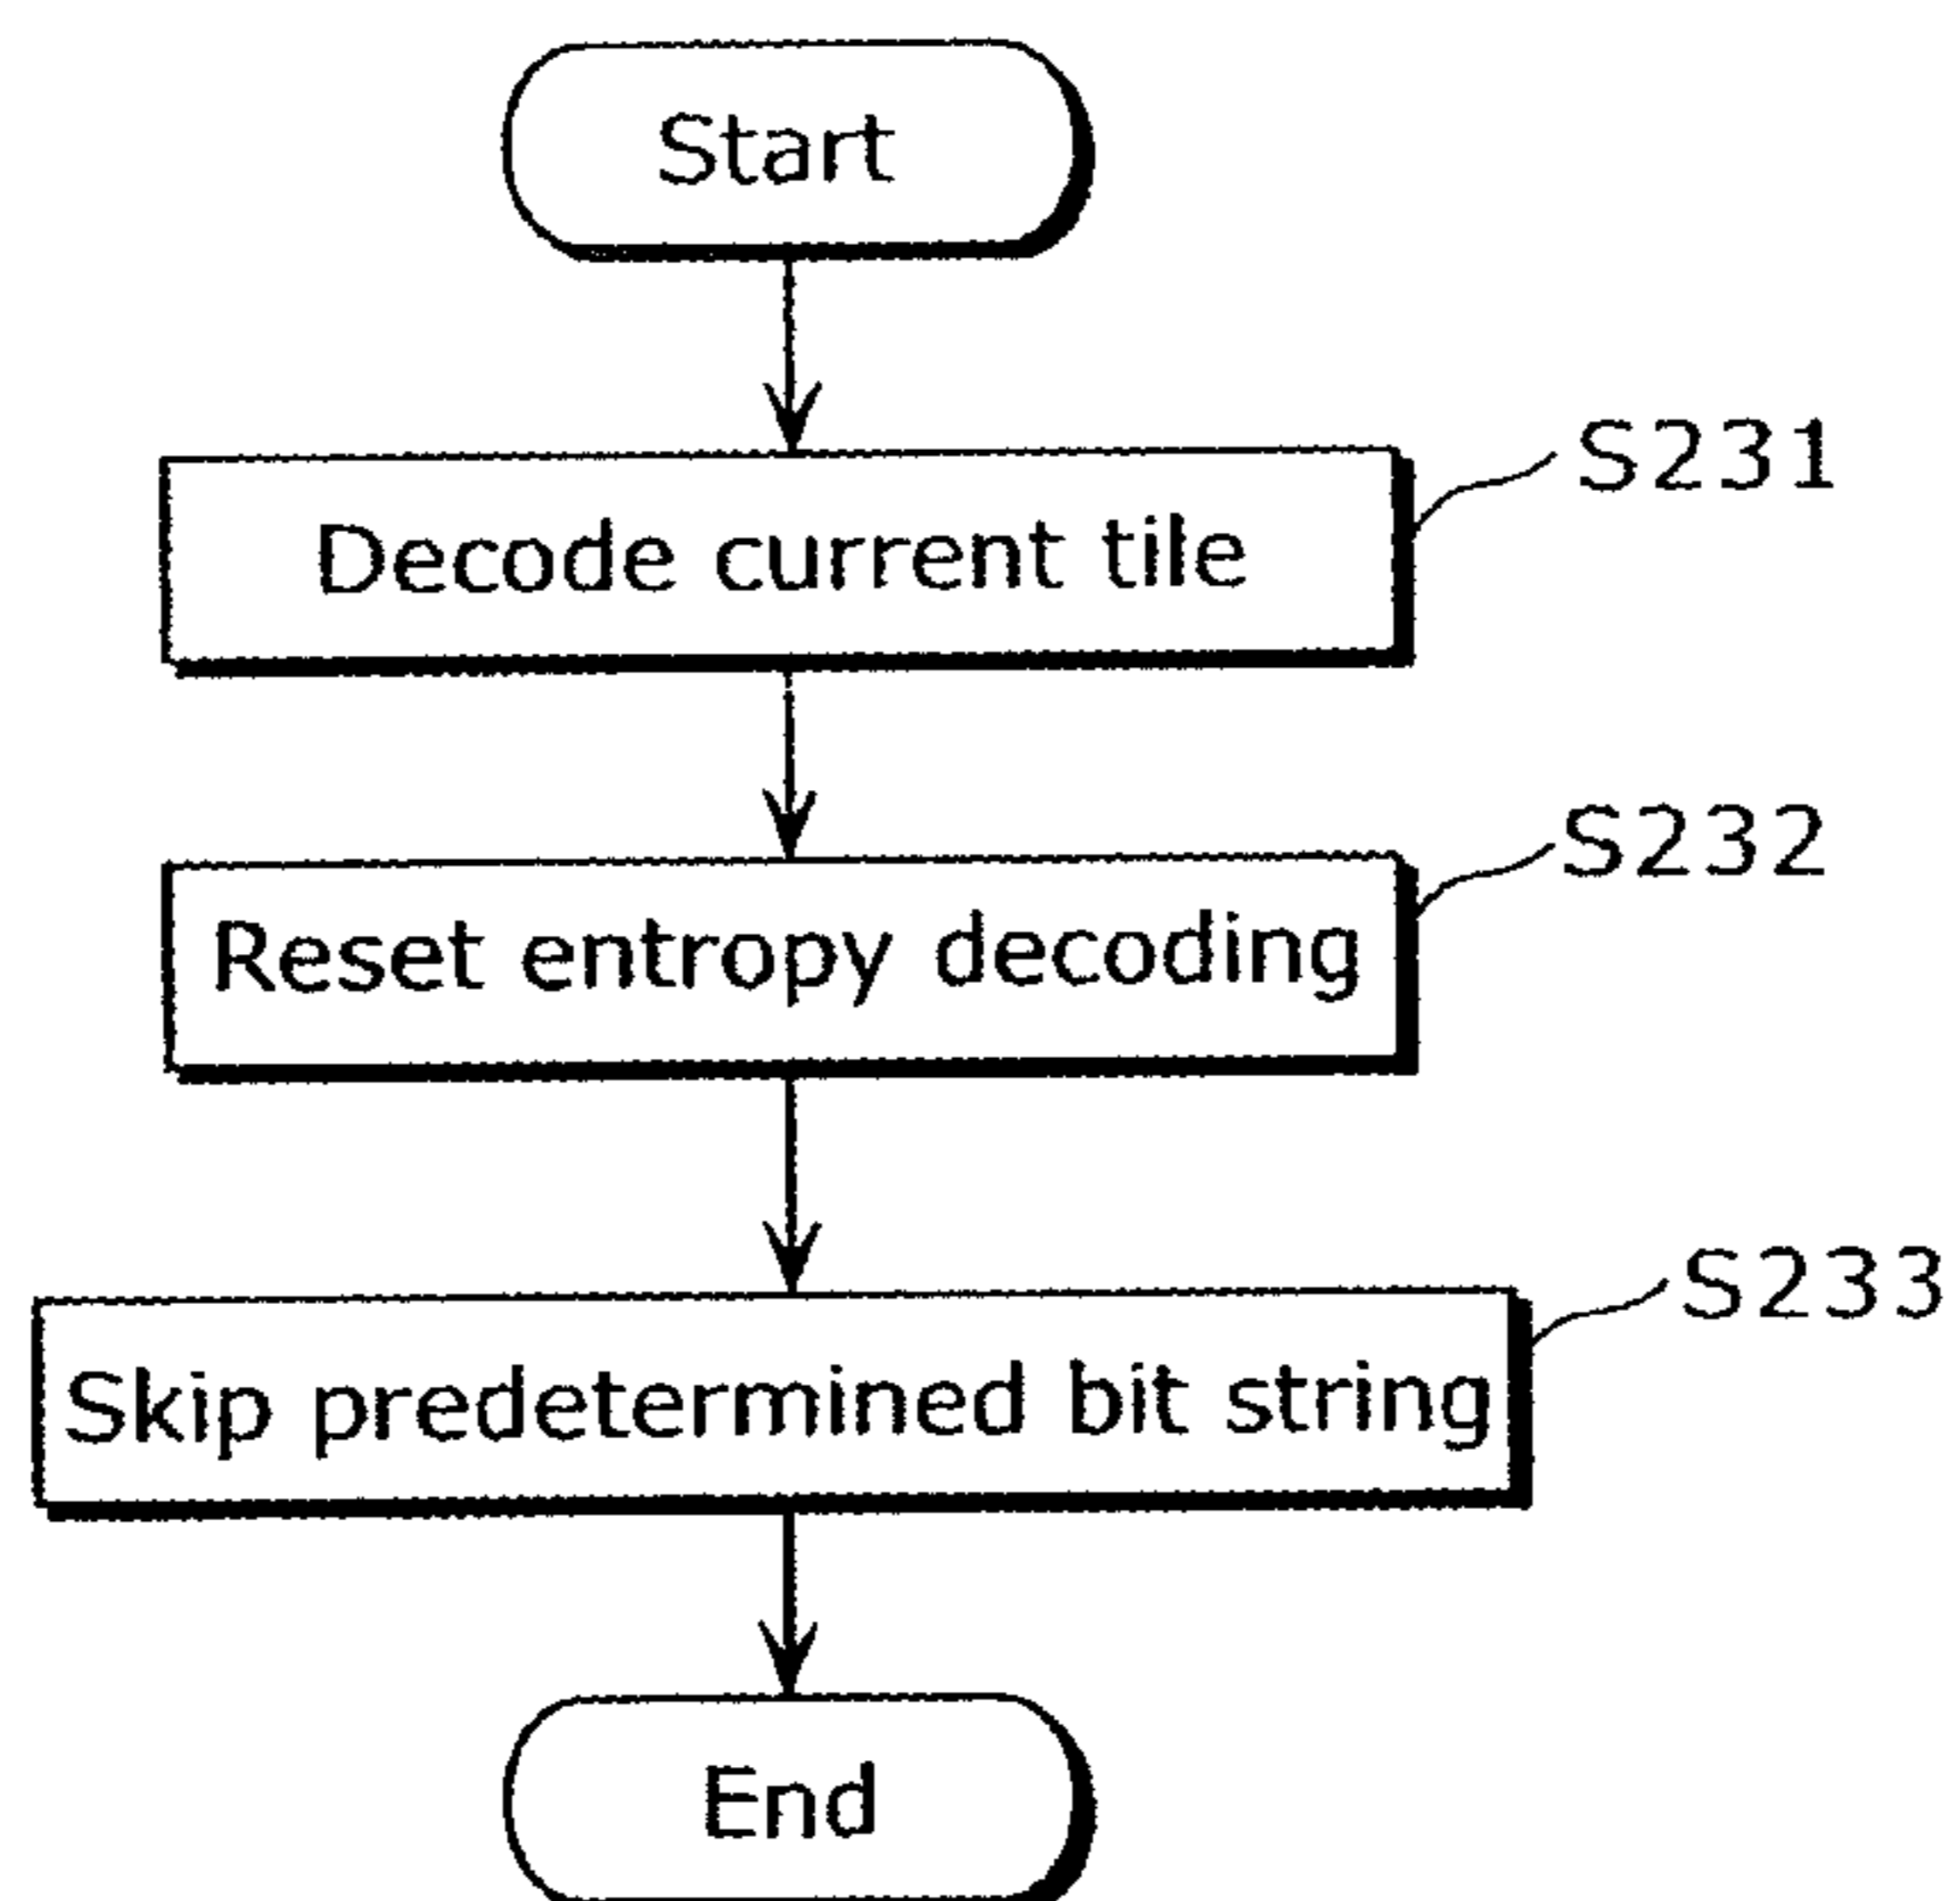 Start
S231
Decode current tile
S232
Reset entropy decoding
S233
Skip predetermined bit string
End